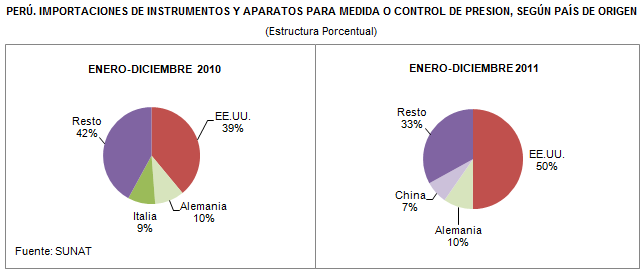 PERÚ. IMPORTACIONES DE INSTRUMENTOS Y APARATOS PARA MEDIDA O CONTROL DE PRESION, SEGÚN PAÍS DE ORIGEN
(Estructura Porcentual)
ENERO-DICIEMBRE 2010
Resto
42%
EE.UU.
39%
Alemania
10%
Italia
9%
Fuente: SUNAT
ENERO-DICIEMBRE 2011
Resto
33%
EE.UU.
50%
China
7%
Alemania
10%